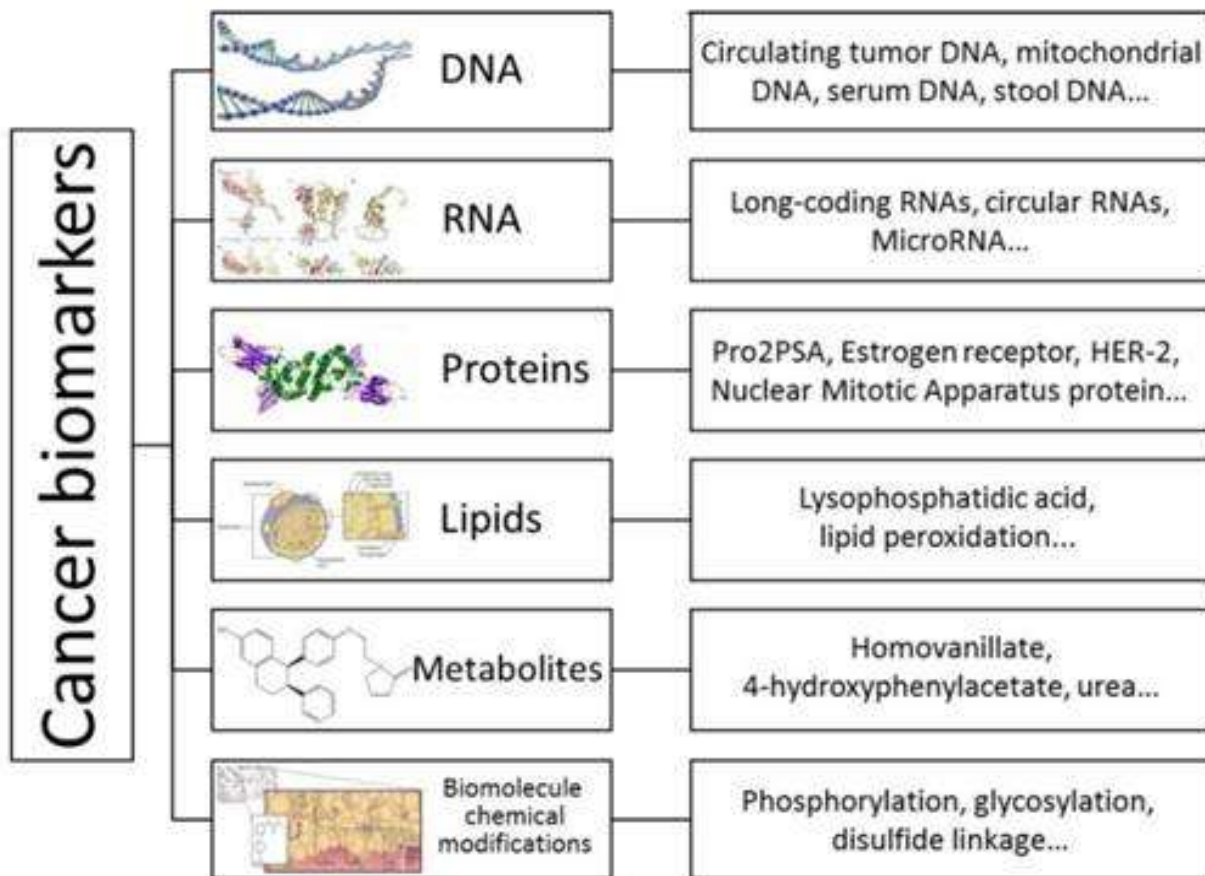 Cancer biomarkers
DNA
Circulating tumor DNA, mitochondrial
DNA, serum DNA, stool DNA...
RNA
Long-coding RNAs, circular RNAs,
MicroRNA...
Proteins
Pro2PSA, Estrogen receptor, HER-2,
Nuclear Mitotic Apparatus protein...
Lipids
Lysophosphatidic acid,
lipid peroxidation...
Metabolites
Homovanillate,
4-hydroxyphenylacetate, urea...
Biomolecule
chemical
modifications
Phosphorylation, glycosylation,
disulfide linkage...